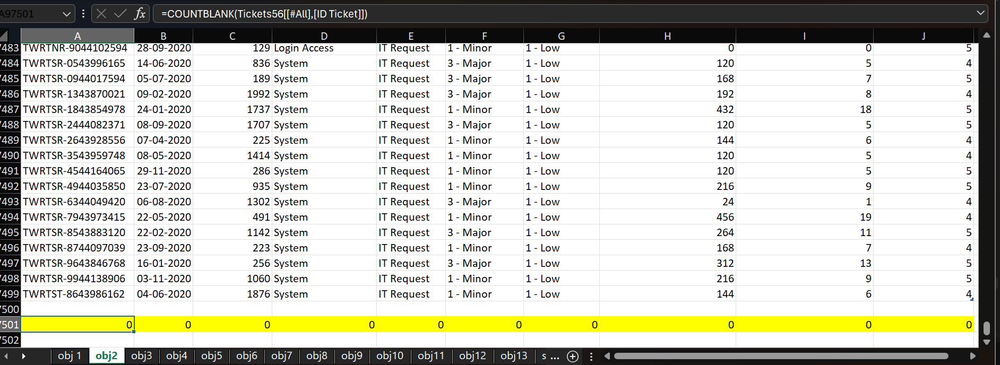 A97501 fx =COUNTBLANK(Tickets56[[#All],[ID Ticket]])
A B C D E F G H I J
7483 TWRTNR-9044102594 28-09-2020 129 Login Access IT Request 1 - Minor 1 - Low 0 0 5
7484 TWRTSR-0543996165 14-06-2020 836 System IT Request 3 - Major 1 - Low 120 5 4
7485 TWRTSR-0944017594 05-07-2020 189 System IT Request 3 - Major 1 - Low 168 7 5
7486 TWRTSR-1343870021 09-02-2020 1992 System IT Request 3 - Major 1 - Low 192 8 4
7487 TWRTSR-1843854978 24-01-2020 1737 System IT Request 1 - Minor 1 - Low 432 18 5
7488 TWRTSR-2444082371 08-09-2020 1707 System IT Request 3 - Major 1 - Low 120 5 5
7489 TWRTSR-2643928556 07-04-2020 225 System IT Request 1 - Minor 1 - Low 144 6 4
7490 TWRTSR-3543959748 08-05-2020 1414 System IT Request 1 - Minor 1 - Low 120 5 4
7491 TWRTSR-4544164065 29-11-2020 286 System IT Request 1 - Minor 1 - Low 120 5 5
7492 TWRTSR-4944035850 23-07-2020 935 System IT Request 1 - Minor 1 - Low 216 9 5
7493 TWRTSR-6344049420 06-08-2020 1302 System IT Request 3 - Major 1 - Low 24 1 4
7494 TWRTSR-7943973415 22-05-2020 491 System IT Request 1 - Minor 1 - Low 456 19 4
7495 TWRTSR-8543883120 22-02-2020 1142 System IT Request 3 - Major 1 - Low 264 11 5
7496 TWRTSR-8744097039 23-09-2020 223 System IT Request 1 - Minor 1 - Low 168 7 4
7497 TWRTSR-9643846768 16-01-2020 256 System IT Request 3 - Major 1 - Low 312 13 5
7498 TWRTSR-9944138906 03-11-2020 1060 System IT Request 1 - Minor 1 - Low 216 9 5
7499 TWRTST-8643986162 04-06-2020 1876 System IT Request 1 - Minor 1 - Low 144 6 4
7500
7501 0 0 0 0 0 0 0 0 0 0
7502
obj 1 obj2 obj3 obj4 obj5 obj6 obj7 obj8 obj9 obj10 obj11 obj12 obj13 s ...